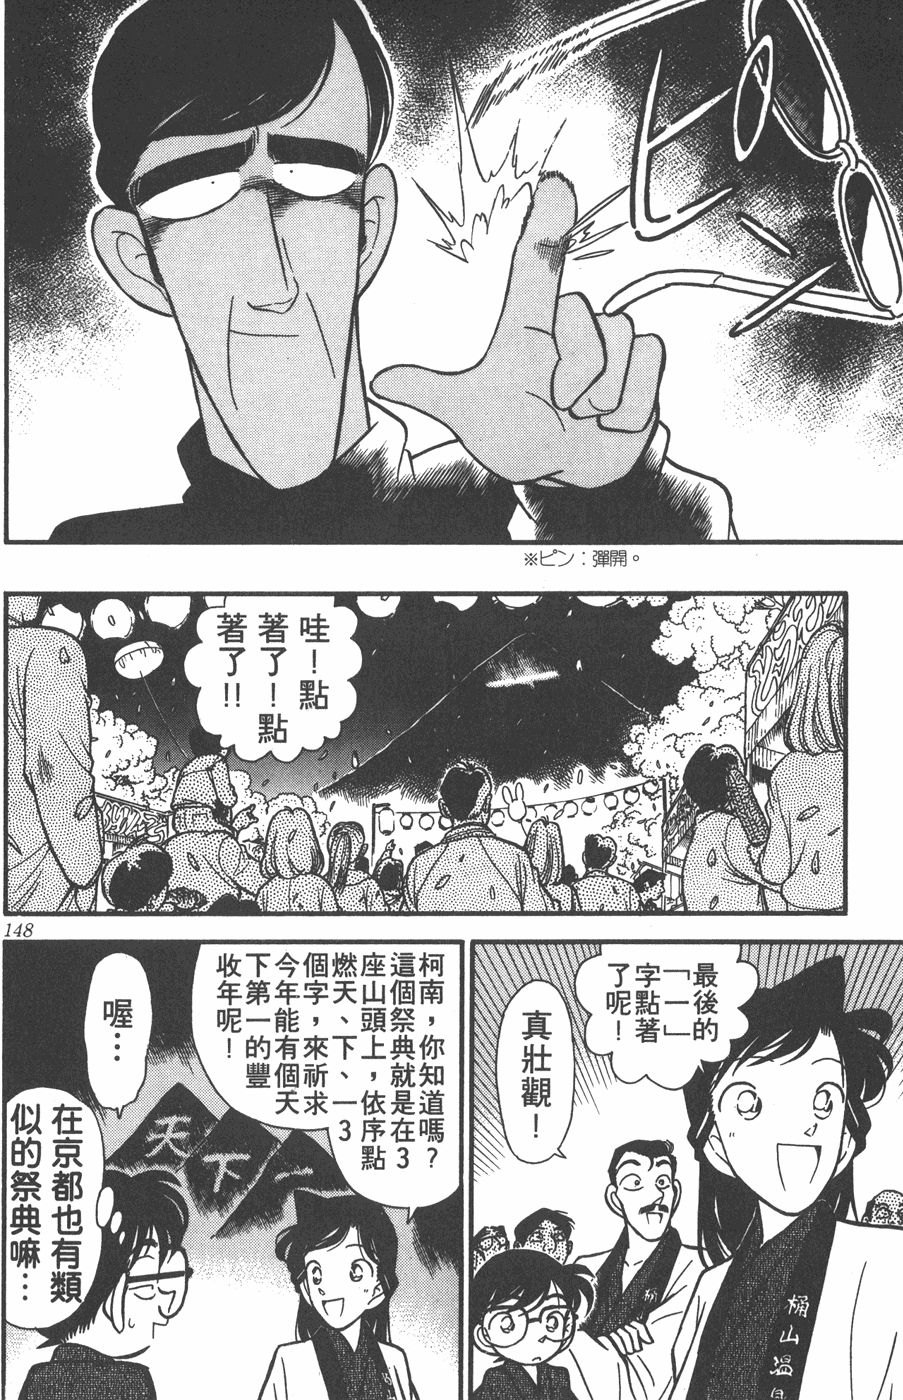 ピン
※ピン：彈開。
哇！點
著了！點
著了!!
148
最後的
「一」
字點著
了呢！
真壯觀！
桶山溫
柯南，你知道嗎？
這個祭典就是在3
座山頭上，依序點
燃天、下、一3
個字，來祈求
今年能有個天
下第一的豐
收年呢！
喔…
天
下
一
在京都也有類
似的祭典嘛…